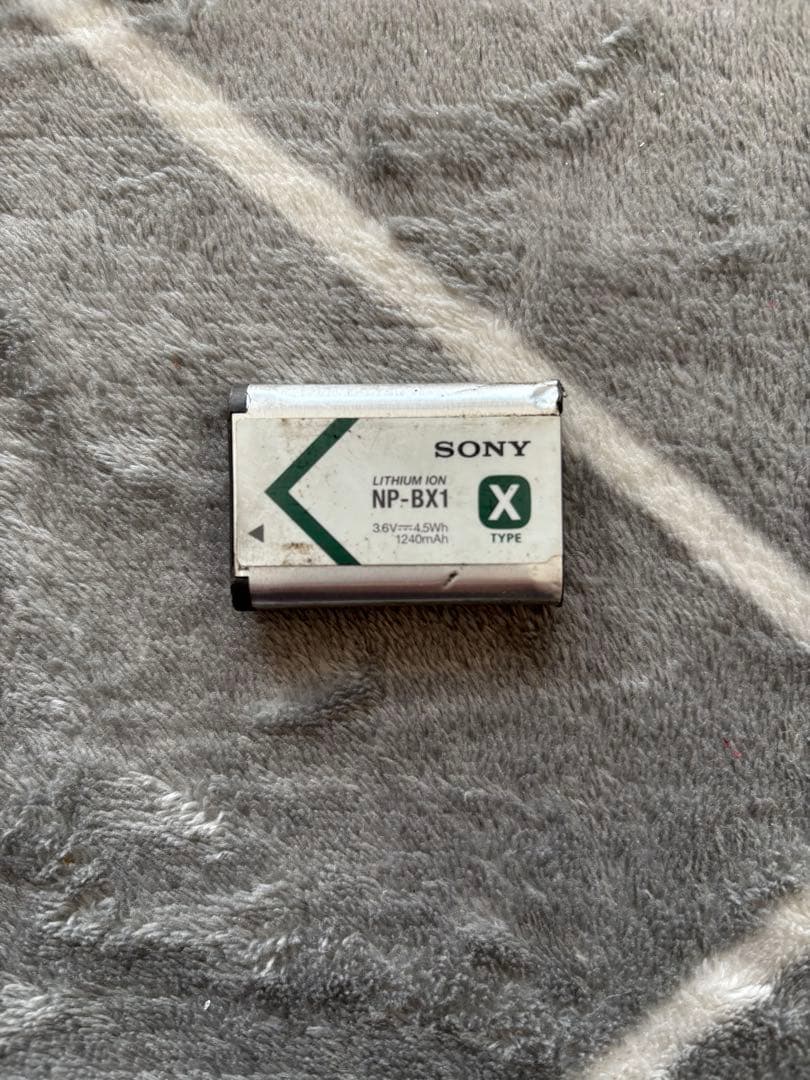 SONY
LITHIUM ION
NP-BX1
X
3.6V⎓4.5Wh
1240mAh
TYPE